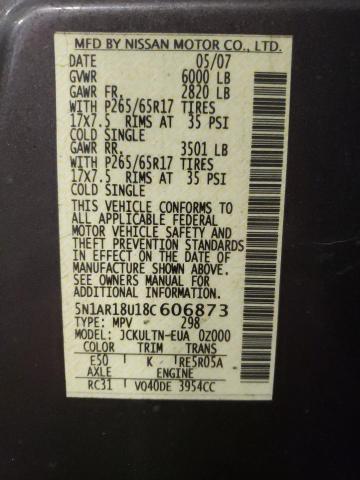 MFD BY NISSAN MOTOR CO., LTD.
DATE 05/07
GVWR 6000 LB
GAWR FR. 2820 LB
WITH P265/65R17 TIRES
17X7.5 RIMS AT 35 PSI
COLD SINGLE
GAWR RR. 3501 LB
WITH P265/65R17 TIRES
17X7.5 RIMS AT 35 PSI
COLD SINGLE
THIS VEHICLE CONFORMS TO
ALL APPLICABLE FEDERAL
MOTOR VEHICLE SAFETY AND
THEFT PREVENTION STANDARDS
IN EFFECT ON THE DATE OF
MANUFACTURE SHOWN ABOVE.
SEE OWNERS MANUAL FOR
ADDITIONAL INFORMATION.
5N1AR18U18C606873
TYPE: MPV 298
MODEL: JCKULTN-EUA 0Z000
COLOR TRIM TRANS
E50 K RE5R05A
AXLE ENGINE
RC31 VQ40DE 3954CC